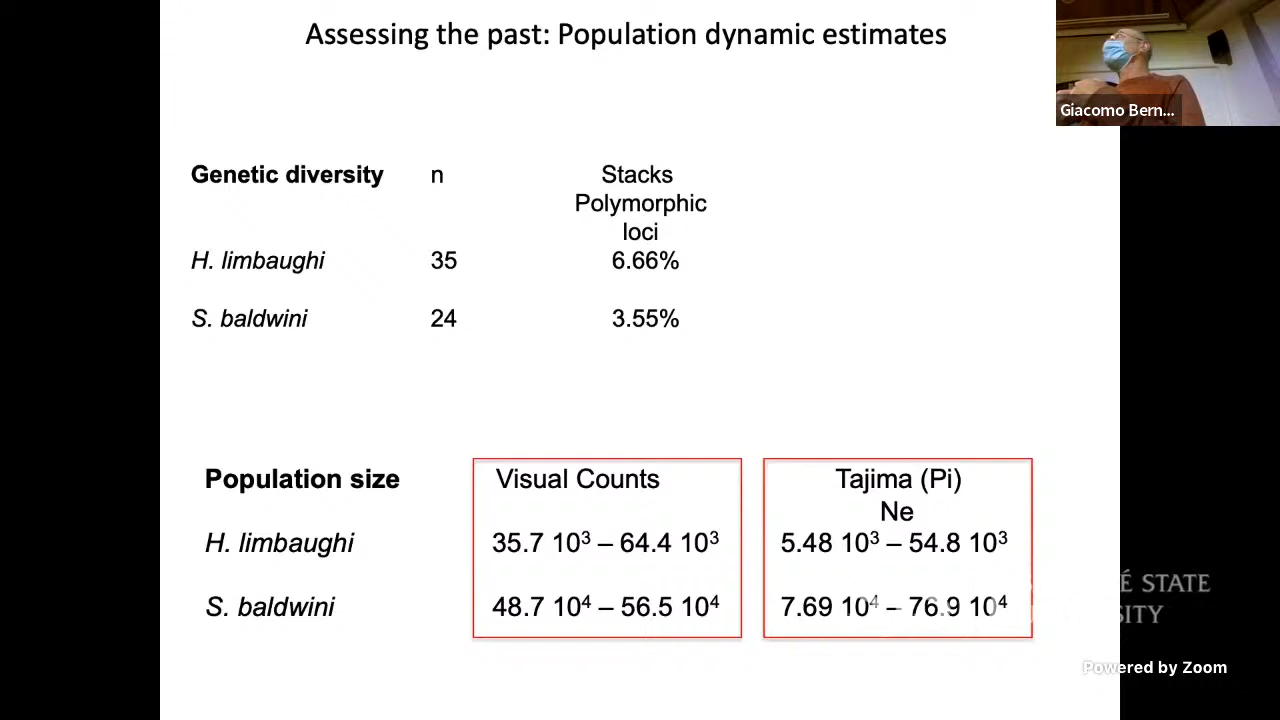 Assessing the past: Population dynamic estimates
Giacomo Bern...
Genetic diversity n Stacks
Polymorphic
loci
H. limbaughi 35 6.66%
S. baldwini 24 3.55%
Population size Visual Counts Tajima (Pi)
Ne
H. limbaughi 35.7 10³ – 64.4 10³ 5.48 10³ – 54.8 10³
S. baldwini 48.7 10⁴ – 56.5 10⁴ 7.69 10⁴ – 76.9 10⁴
É STATE
SITY
Powered by Zoom